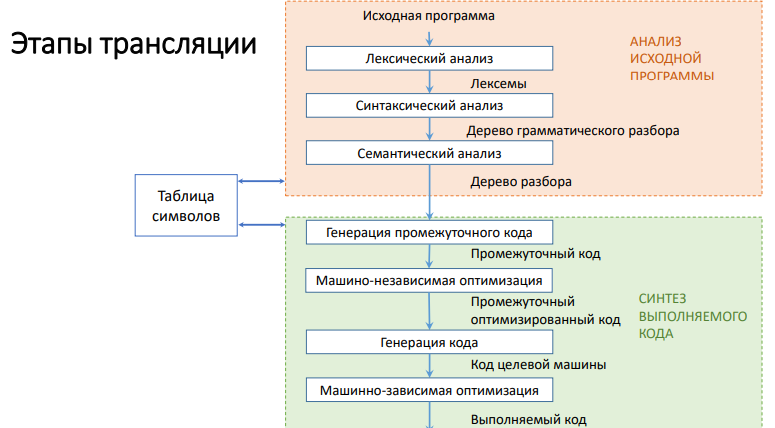 Этапы трансляции
Исходная программа
АНАЛИЗ
ИСХОДНОЙ
ПРОГРАММЫ
Лексический анализ
Лексемы
Синтаксический анализ
Дерево грамматического разбора
Семантический анализ
Дерево разбора
Таблица
символов
Генерация промежуточного кода
Промежуточный код
Машино-независимая оптимизация
Промежуточный
оптимизированный код
СИНТЕЗ
ВЫПОЛНЯЕМОГО
КОДА
Генерация кода
Код целевой машины
Машинно-зависимая оптимизация
Выполняемый код